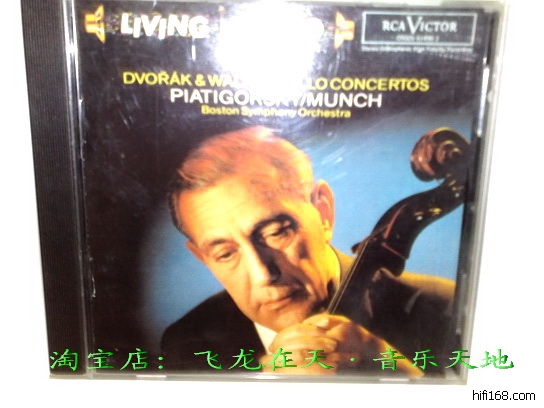 LIVING
RCA VICTOR
DVOŘÁK & WA CONCERTOS
PIATIGORSKY/MUNCH
Boston Symphony Orchestra
淘宝店：飞龙在天·音乐天地
hifi168.com